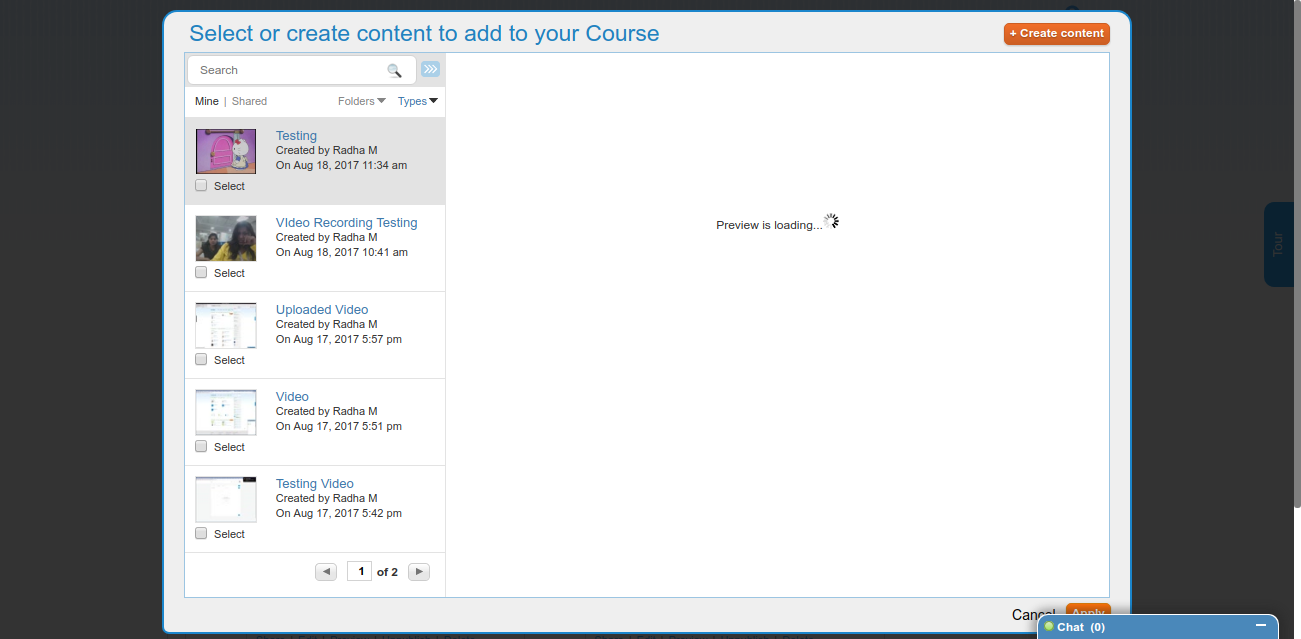 Select or create content to add to your Course
+ Create content
Search
Mine | Shared
Folders
Types
Testing
Created by Radha M
On Aug 18, 2017 11:34 am
Select
VIdeo Recording Testing
Created by Radha M
On Aug 18, 2017 10:41 am
Select
Uploaded Video
Created by Radha M
On Aug 17, 2017 5:57 pm
Select
Video
Created by Radha M
On Aug 17, 2017 5:51 pm
Select
Testing Video
Created by Radha M
On Aug 17, 2017 5:42 pm
Select
1 of 2
Preview is loading...
Tour
Cancel
Apply
Chat (0)